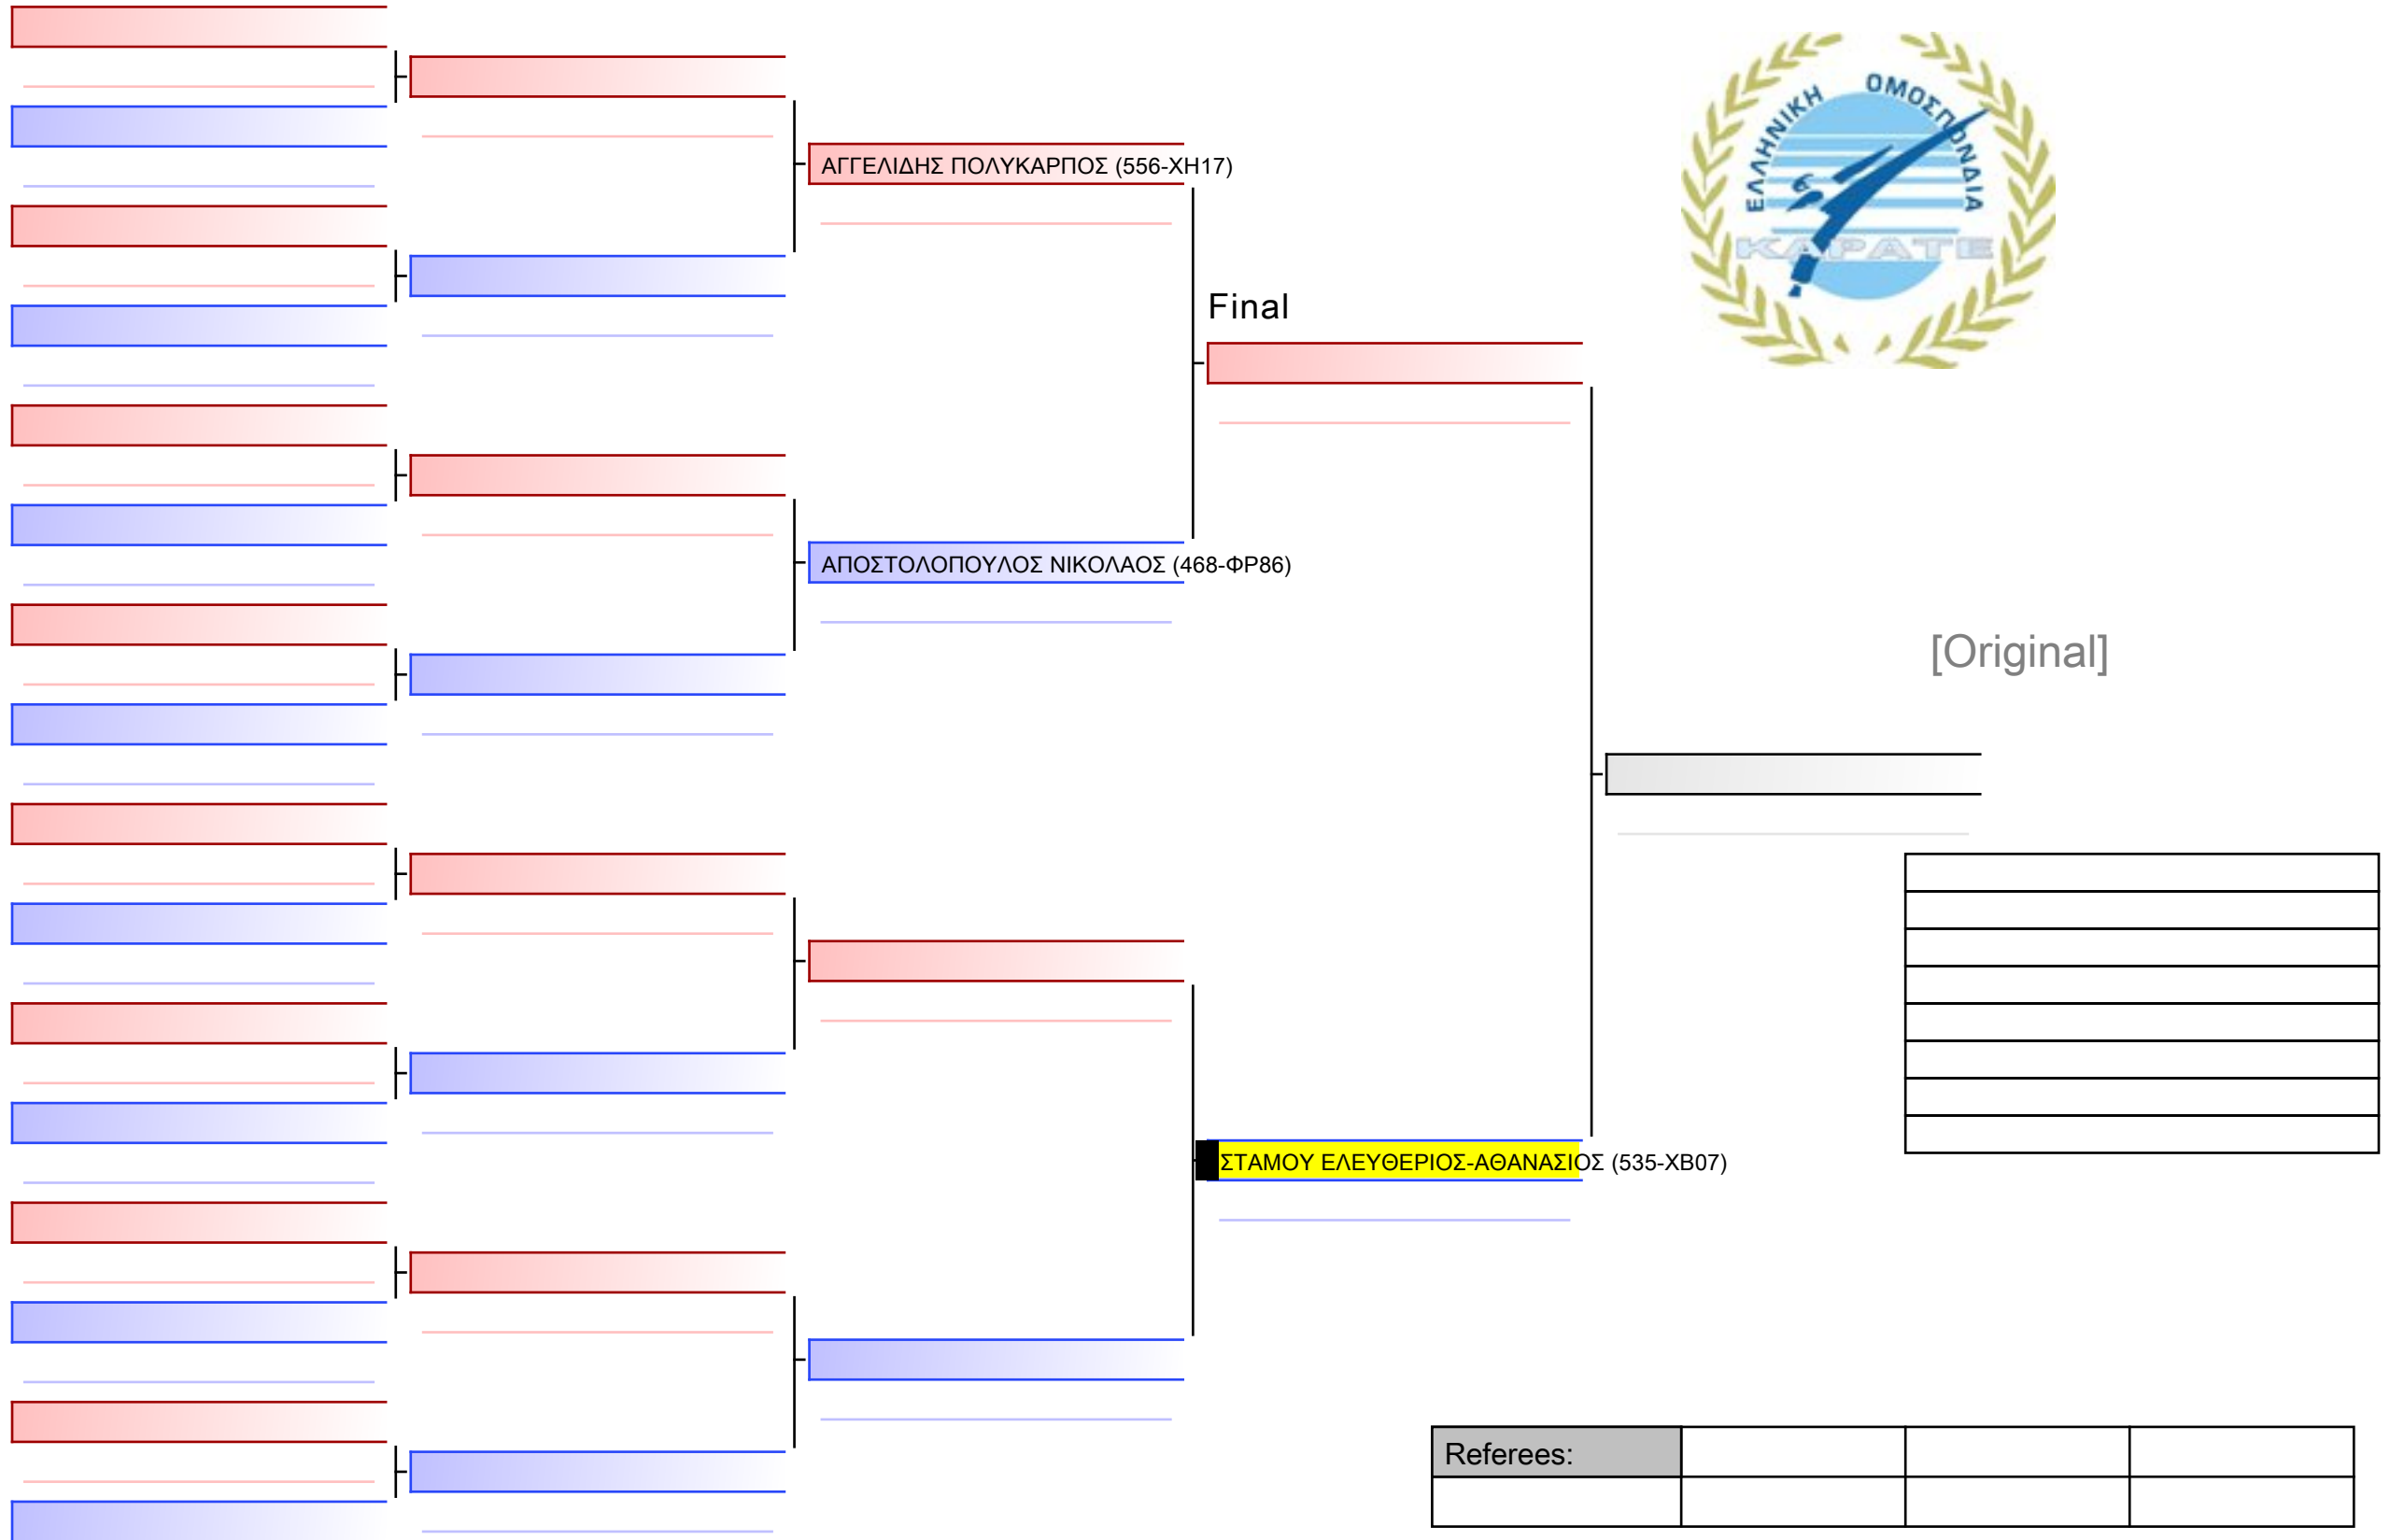 ΑΓΓΕΛΙΔΗΣ ΠΟΛΥΚΑΡΠΟΣ (556-ΧΗ17)
ΕΛΛΗΝΙΚΗ ΟΜΟΣΠΟΝΔΙΑ
ΚΑΡΑΤΕ
Final
ΑΠΟΣΤΟΛΟΠΟΥΛΟΣ ΝΙΚΟΛΑΟΣ (468-ΦΡ86)
[Original]
ΣΤΑΜΟΥ ΕΛΕΥΘΕΡΙΟΣ-ΑΘΑΝΑΣΙΟΣ (535-ΧΒ07)
Referees: